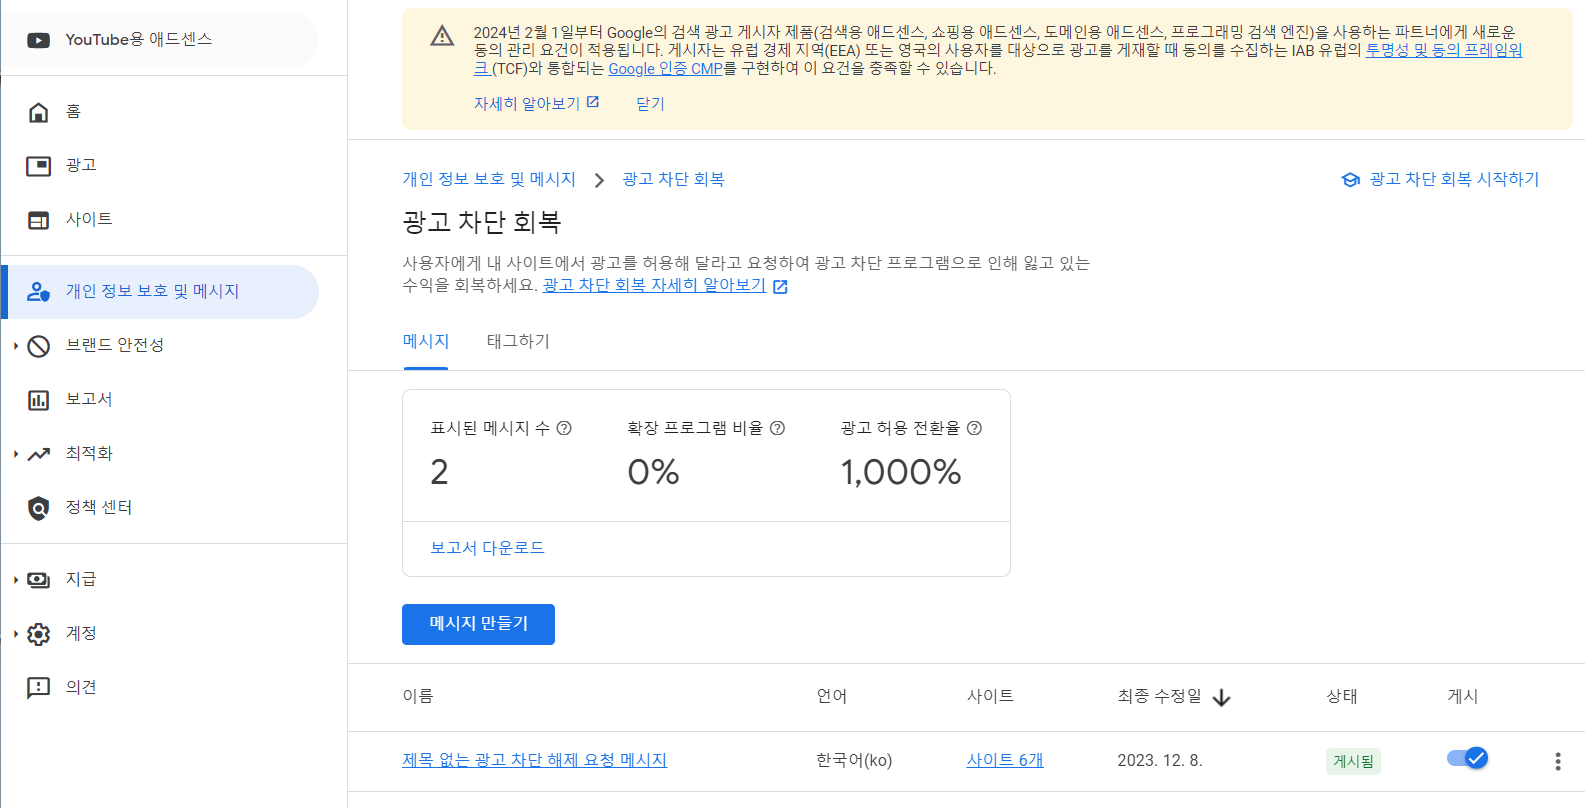 YouTube용 애드센스
홈
광고
사이트
개인 정보 보호 및 메시지
브랜드 안전성
보고서
최적화
정책 센터
지급
계정
의견
2024년 2월 1일부터 Google의 검색 광고 게시자 제품(검색용 애드센스, 쇼핑용 애드센스, 도메인용 애드센스, 프로그래밍 검색 엔진)을 사용하는 파트너에게 새로운
동의 관리 요건이 적용됩니다. 게시자는 유럽 경제 지역(EEA) 또는 영국의 사용자를 대상으로 광고를 게재할 때 동의를 수집하는 IAB 유럽의 투명성 및 동의 프레임워
크 (TCF)와 통합되는 Google 인증 CMP를 구현하여 이 요건을 충족할 수 있습니다.
자세히 알아보기 닫기
개인 정보 보호 및 메시지 광고 차단 회복 광고 차단 회복 시작하기
광고 차단 회복
사용자에게 내 사이트에서 광고를 허용해 달라고 요청하여 광고 차단 프로그램으로 인해 잃고 있는
수익을 회복하세요. 광고 차단 회복 자세히 알아보기
메시지 태그하기
표시된 메시지 수 확장 프로그램 비율 광고 허용 전환율
2 0% 1,000%
보고서 다운로드
메시지 만들기
이름 언어 사이트 최종 수정일 상태 게시
제목 없는 광고 차단 해제 요청 메시지 한국어(ko) 사이트 6개 2023. 12. 8. 게시됨